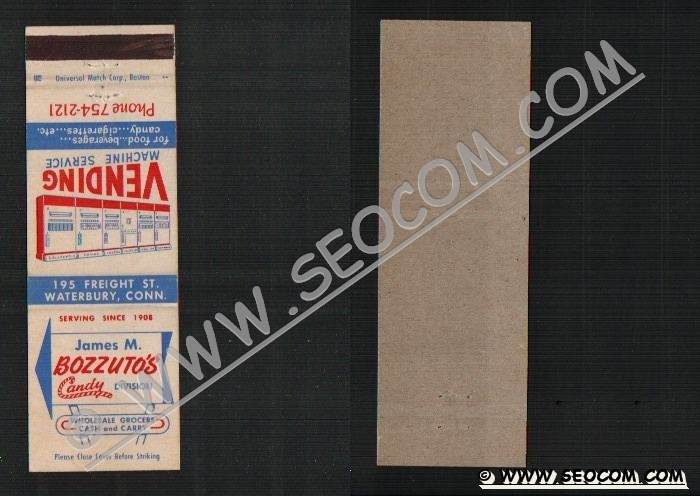 Universal Match Corp., Boston
Phone 754-2121
for food...beverages...
candy...cigarettes...etc.
MACHINE SERVICE
VENDING
195 FREIGHT ST.
WATERBURY, CONN.
SERVING SINCE 1908
James M.
BOZZUTO'S
Candy DIVISION
WHOLESALE GROCERS
CASH and CARRY
Please Close Cover Before Striking
© WWW.SEOCOM.COM
© WWW.SEOCOM.COM